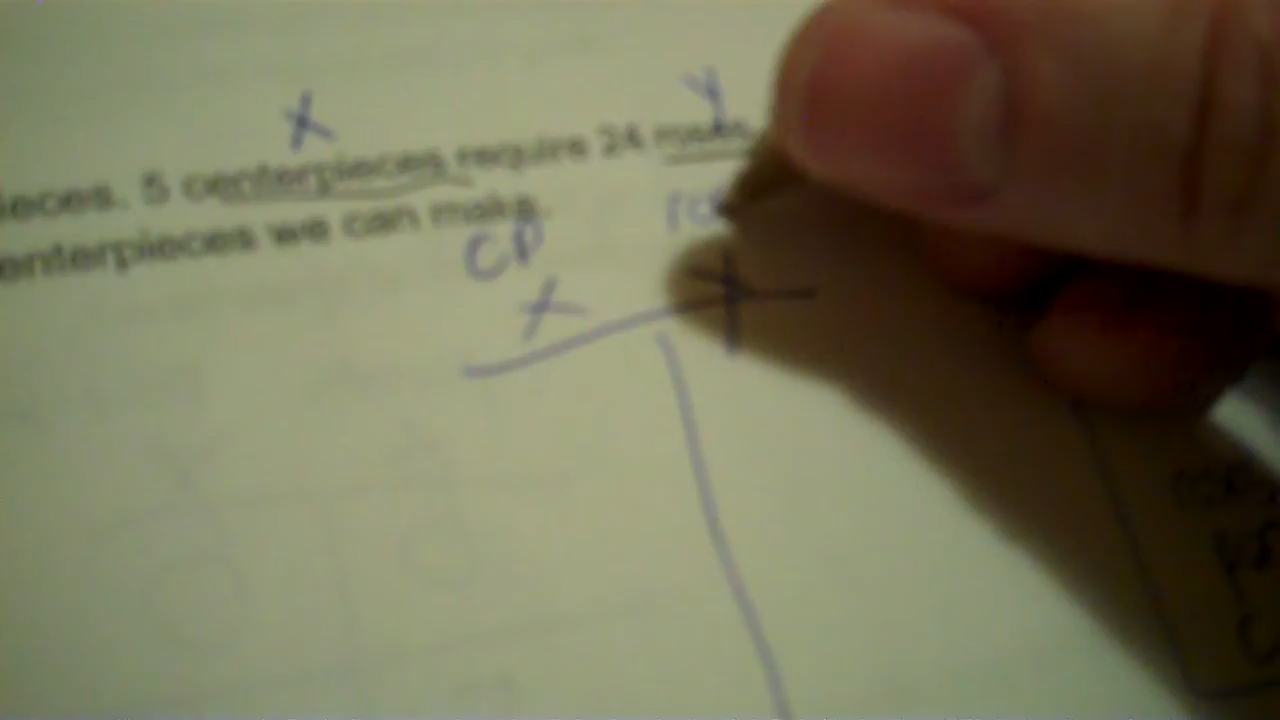 X Y
ieces. 5 centerpieces require 24 roses
enterpieces we can make.
CP
X Y